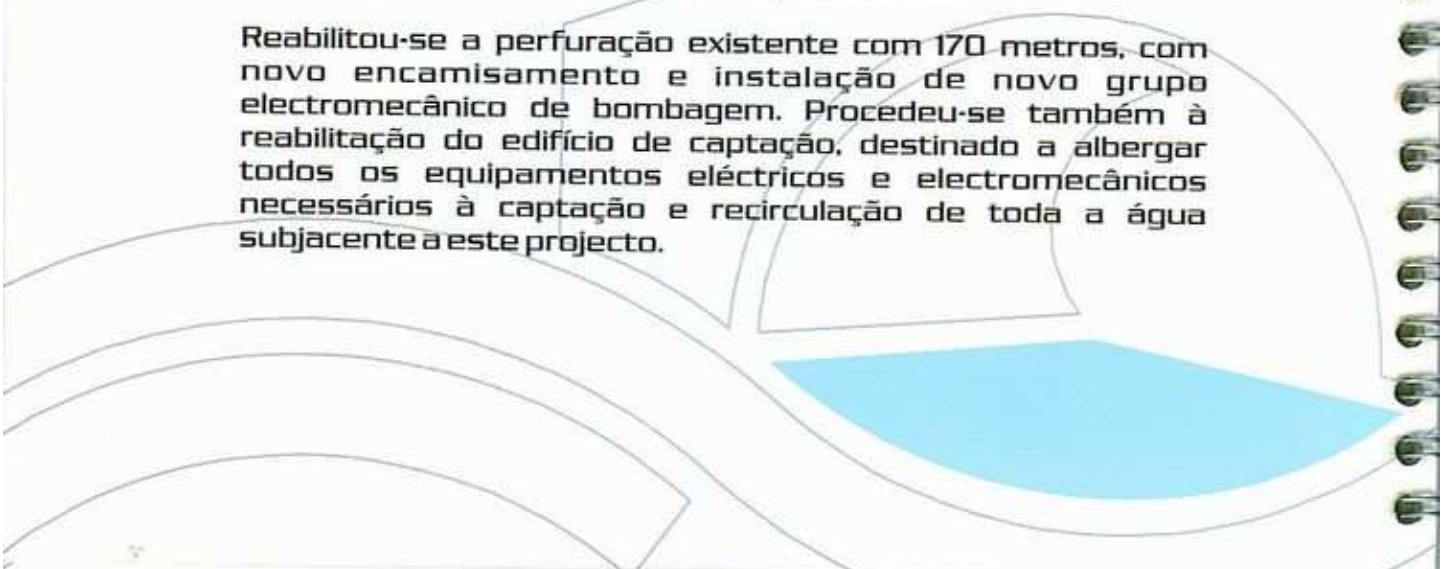 Reabilitou-se a perfuração existente com 170 metros, com
novo encamisamento e instalação de novo grupo
electromecânico de bombagem. Procedeu-se também à
reabilitação do edifício de captação, destinado a albergar
todos os equipamentos eléctricos e electromecânicos
necessários à captação e recirculação de toda a água
subjacente a este projecto.